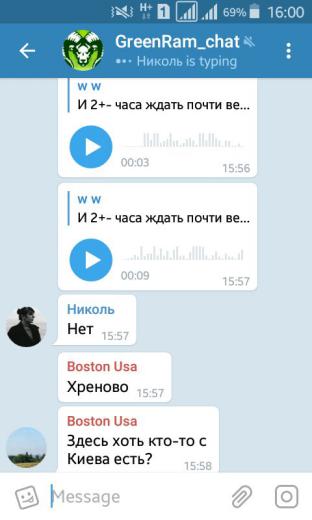 H+ 1 69% 16:00
GreenRam_chat
Николь is typing
w w
И 2+- часа ждать почти ве...
00:03 15:56
w w
И 2+- часа ждать почти ве...
00:09 15:57
Николь
Нет 15:57
Boston Usa
Хреново 15:57
Boston Usa
Здесь хоть кто-то с
Киева есть? 15:58
Message